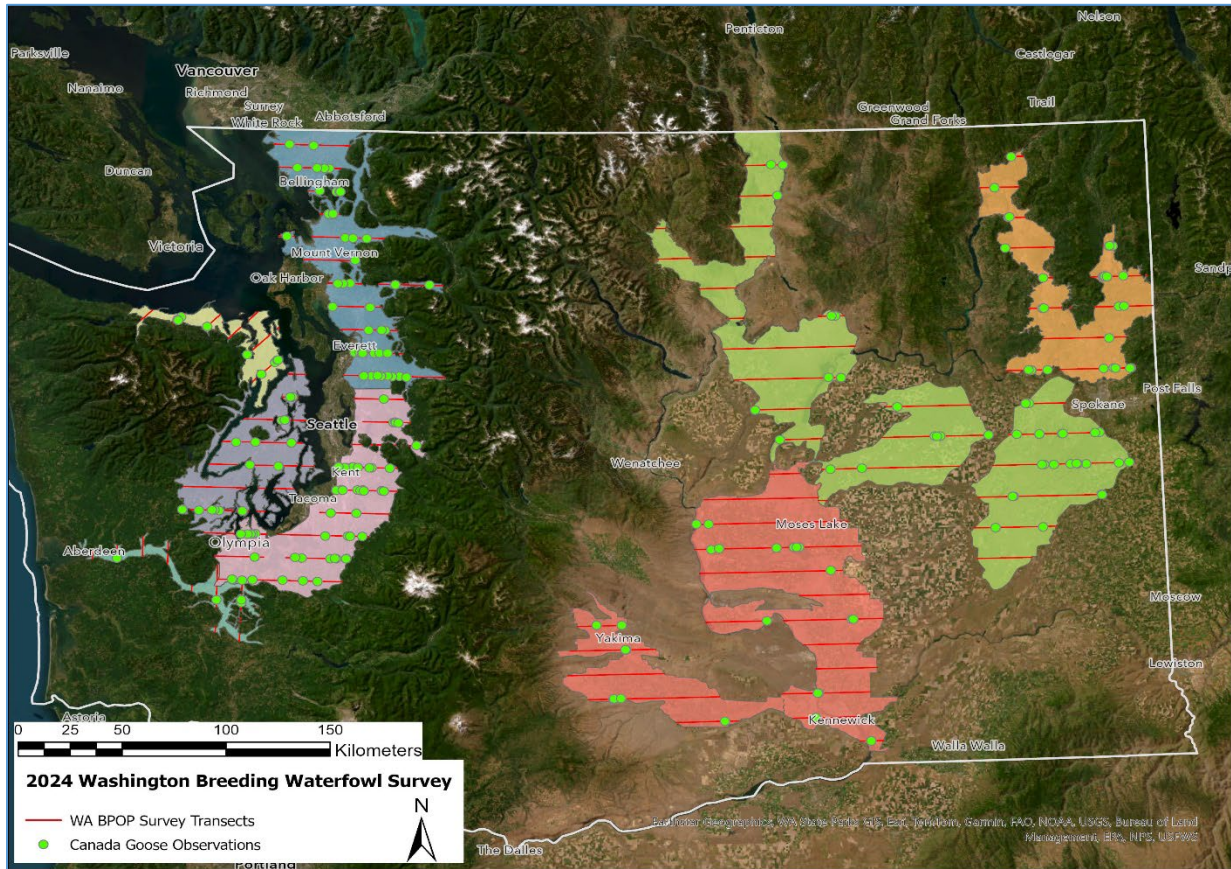 Nelson
Penticton
Parksville
Castlegar
Vancouver
Nanaimo
Richmond
Trail
Surrey
Greenwood
Abbotsford
Grand Forks
White Rock
Duncan
Bellingham
Victoria
Mount Vernon
Sandp
Oak Harbor
Everett
Post Falls
Spokane
Seattle
Wenatchee
Kent
Tacoma
Moses Lake
Olympia
Aberdeen
Moscow
Yakima
Lewiston
Astoria
Kennewick
Walla Walla
0 25 50 100 150
Kilometers
2024 Washington Breeding Waterfowl Survey
N
WA BPOP Survey Transects
Canada Goose Observations
Earthstar Geographics, WA State Parks GIS, Esri, TomTom, Garmin, FAO, NOAA, USGS, Bureau of Land
Management, EPA, NPS, USFWS
The Dalles
Portland